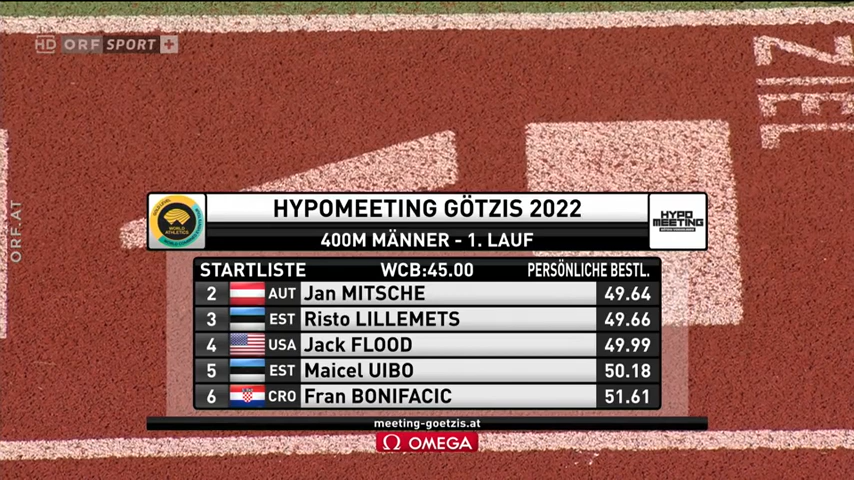 HD ORF SPORT +
ZIEL
ORF.AT
HYPOMEETING GÖTZIS 2022
WORLD ATHLETICS
HYPO MEETING
400M MÄNNER - 1. LAUF
STARTLISTE WCB:45.00 PERSÖNLICHE BESTL.
2 AUT Jan MITSCHE 49.64
3 EST Risto LILLEMETS 49.66
4 USA Jack FLOOD 49.99
5 EST Maicel UIBO 50.18
6 CRO Fran BONIFACIC 51.61
meeting-goetzis.at
Ω OMEGA